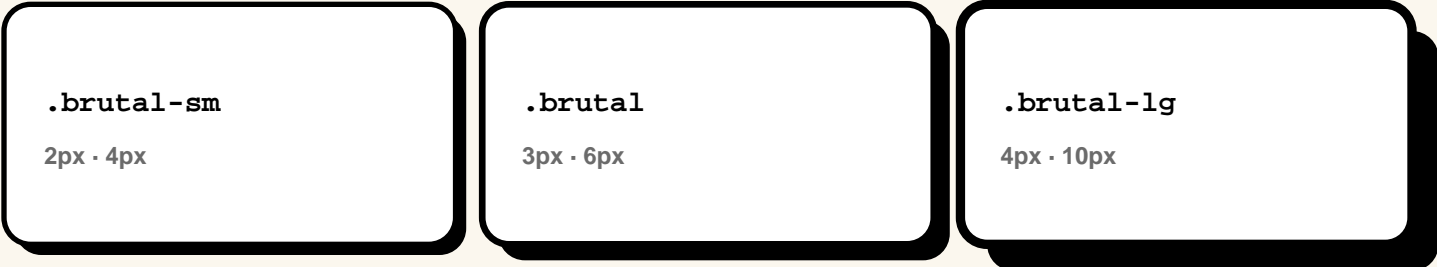 .brutal-sm
2px · 4px
.brutal
3px · 6px
.brutal-lg
4px · 10px